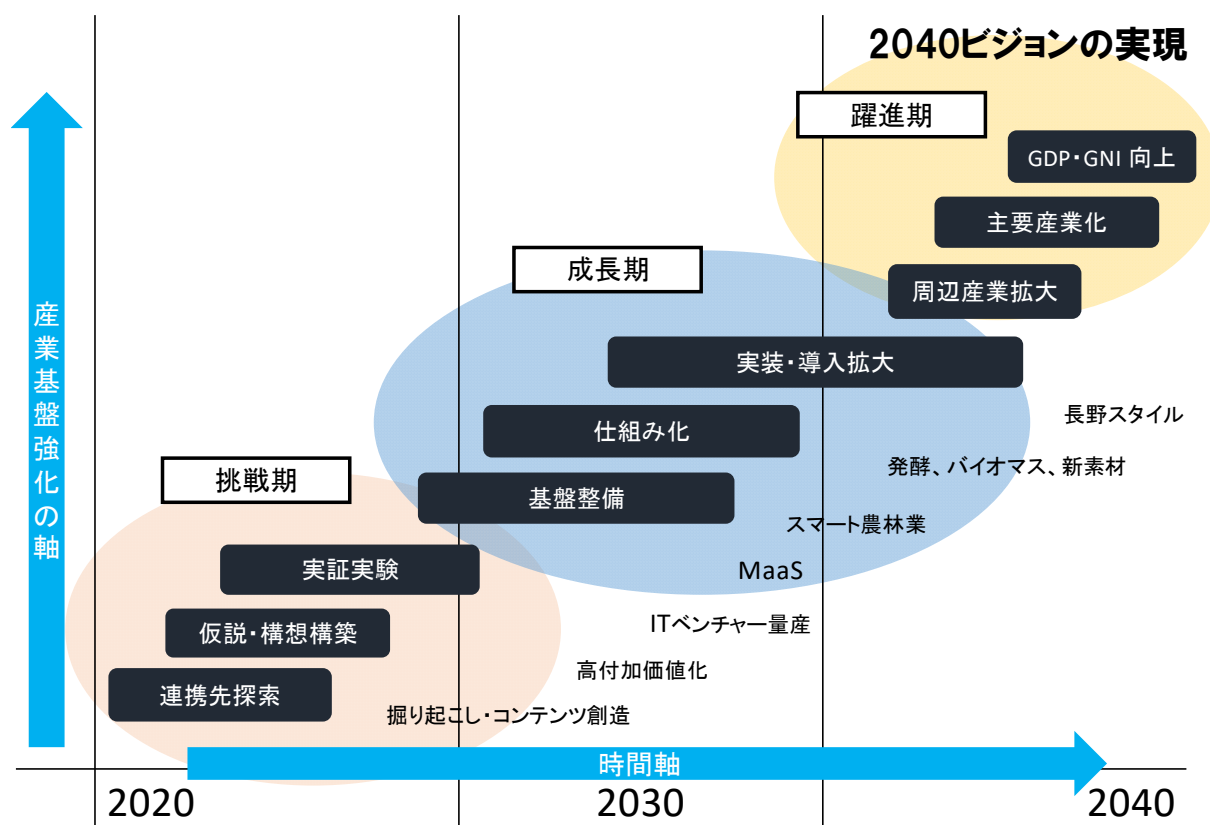 2040ビジョンの実現
躍進期
GDP・GNI 向上
主要産業化
周辺産業拡大
成長期
実装・導入拡大
仕組み化
基盤整備
挑戦期
実証実験
仮説・構想構築
連携先探索
長野スタイル
発酵、バイオマス、新素材
スマート農林業
MaaS
ITベンチャー量産
高付加価値化
掘り起こし・コンテンツ創造
産業基盤強化の軸
時間軸
2020
2030
2040